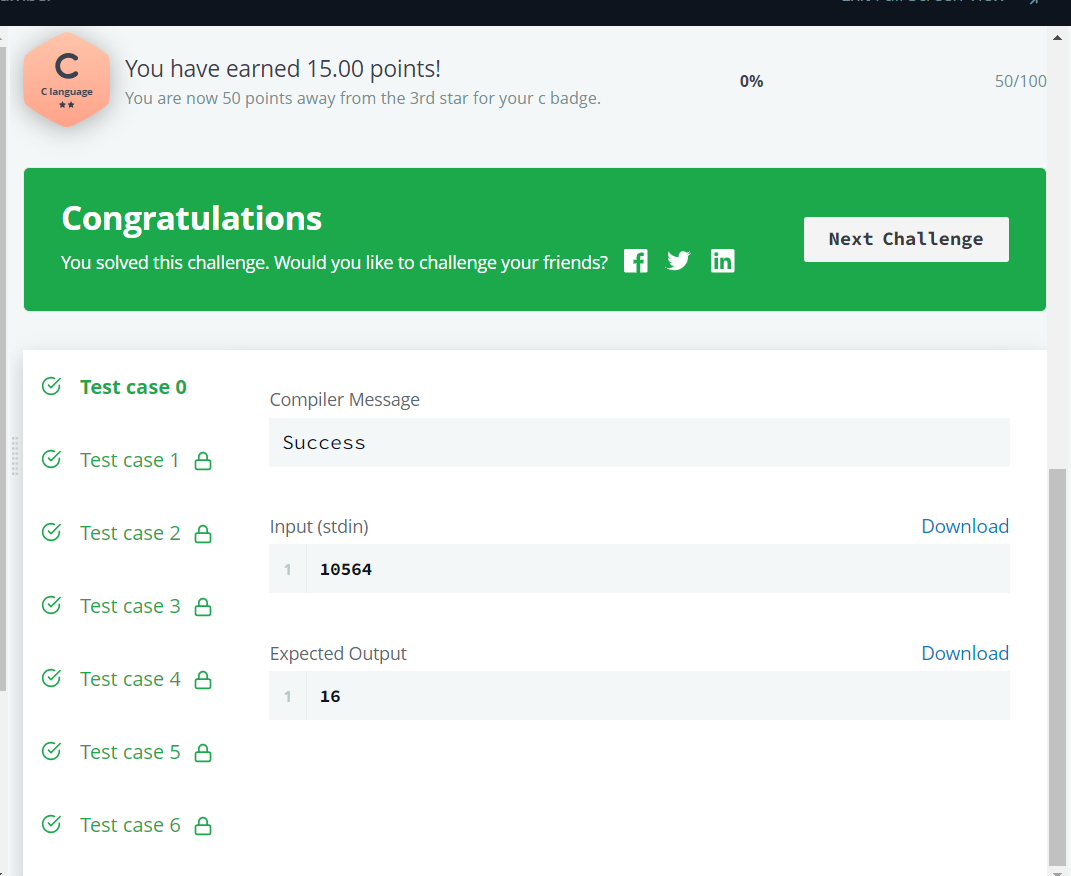 C
C language
You have earned 15.00 points!
You are now 50 points away from the 3rd star for your c badge.
0%
50/100
Congratulations
You solved this challenge. Would you like to challenge your friends?
Next Challenge
Test case 0
Test case 1
Test case 2
Test case 3
Test case 4
Test case 5
Test case 6
Compiler Message
Success
Input (stdin)
Download
1 10564
Expected Output
Download
1 16